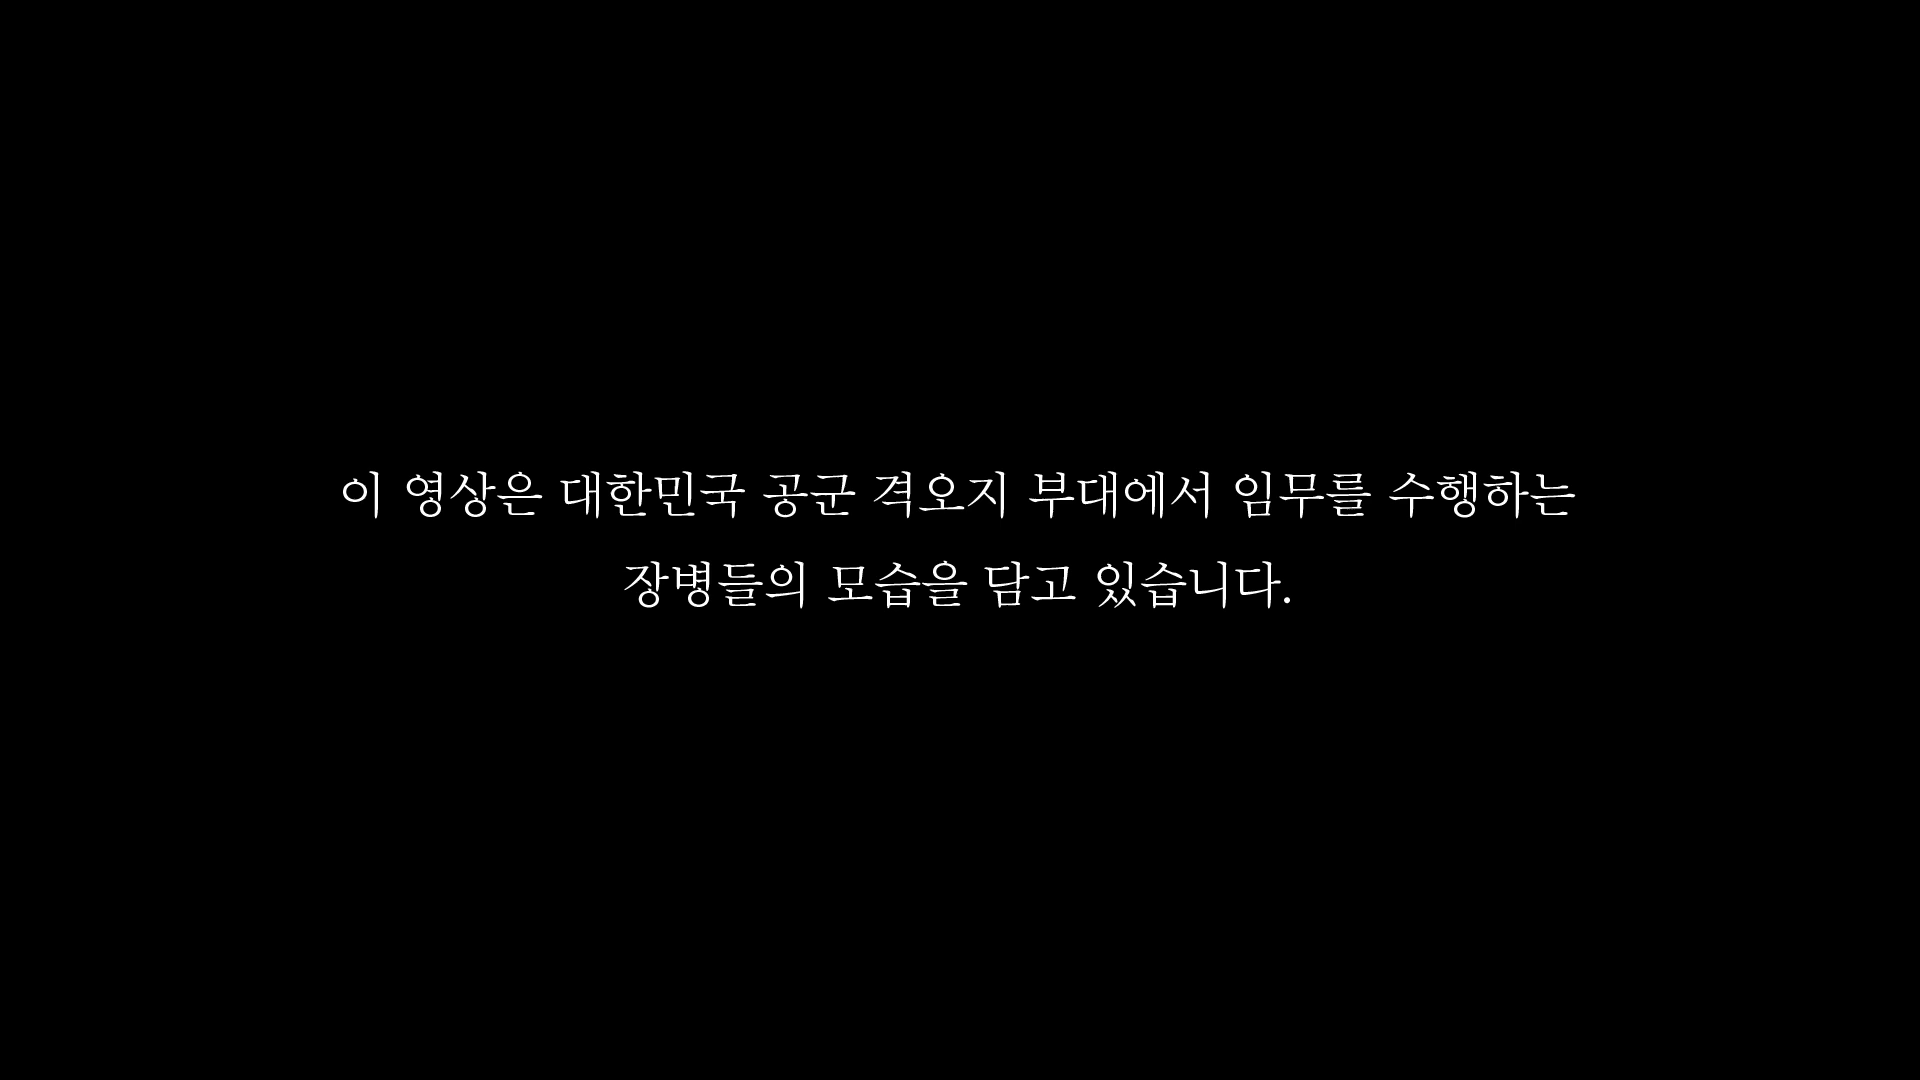 이 영상은 대한민국 공군 격오지 부대에서 임무를 수행하는
장병들의 모습을 담고 있습니다.